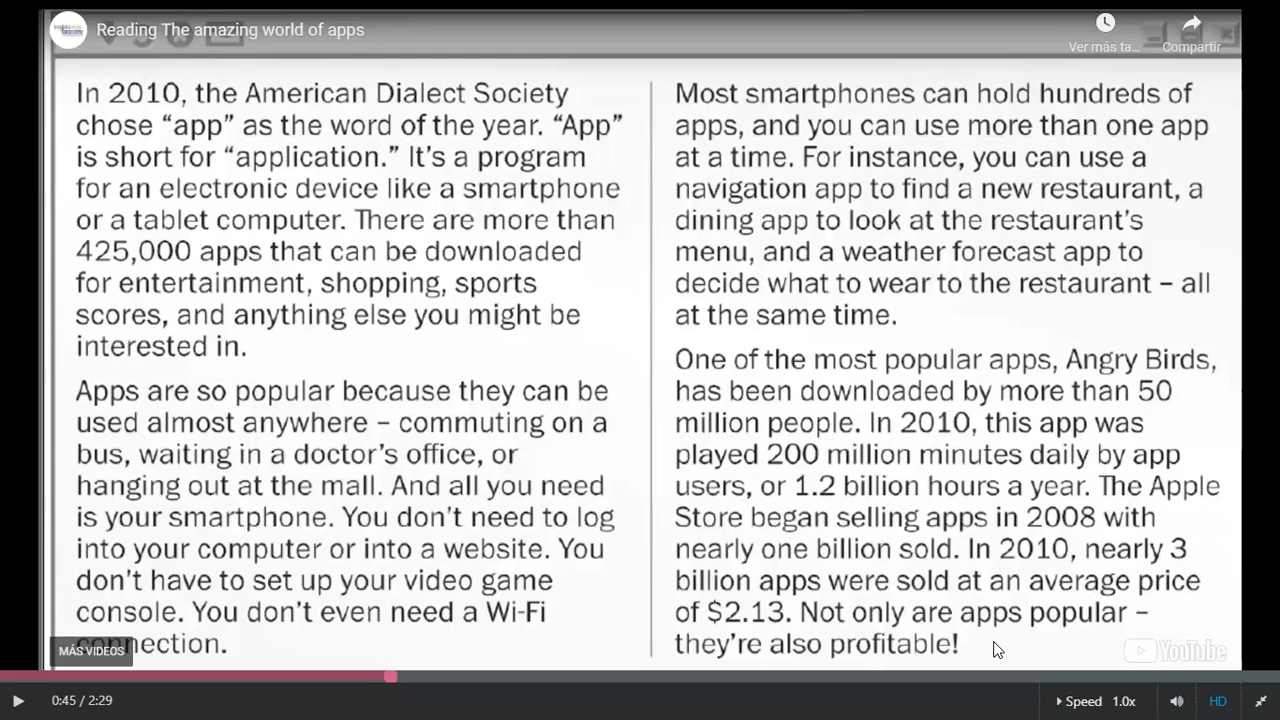 Reading The amazing world of apps
Ver más ta...
Compartir
In 2010, the American Dialect Society
chose “app” as the word of the year. “App”
is short for “application.” It’s a program
for an electronic device like a smartphone
or a tablet computer. There are more than
425,000 apps that can be downloaded
for entertainment, shopping, sports
scores, and anything else you might be
interested in.
Apps are so popular because they can be
used almost anywhere – commuting on a
bus, waiting in a doctor’s office, or
hanging out at the mall. And all you need
is your smartphone. You don’t need to log
into your computer or into a website. You
don’t have to set up your video game
console. You don’t even need a Wi-Fi
connection.
Most smartphones can hold hundreds of
apps, and you can use more than one app
at a time. For instance, you can use a
navigation app to find a new restaurant, a
dining app to look at the restaurant’s
menu, and a weather forecast app to
decide what to wear to the restaurant – all
at the same time.
One of the most popular apps, Angry Birds,
has been downloaded by more than 50
million people. In 2010, this app was
played 200 million minutes daily by app
users, or 1.2 billion hours a year. The Apple
Store began selling apps in 2008 with
nearly one billion sold. In 2010, nearly 3
billion apps were sold at an average price
of $2.13. Not only are apps popular –
they’re also profitable!
MÁS VIDEOS
YouTube
0:45 / 2:29
Speed 1.0x
HD